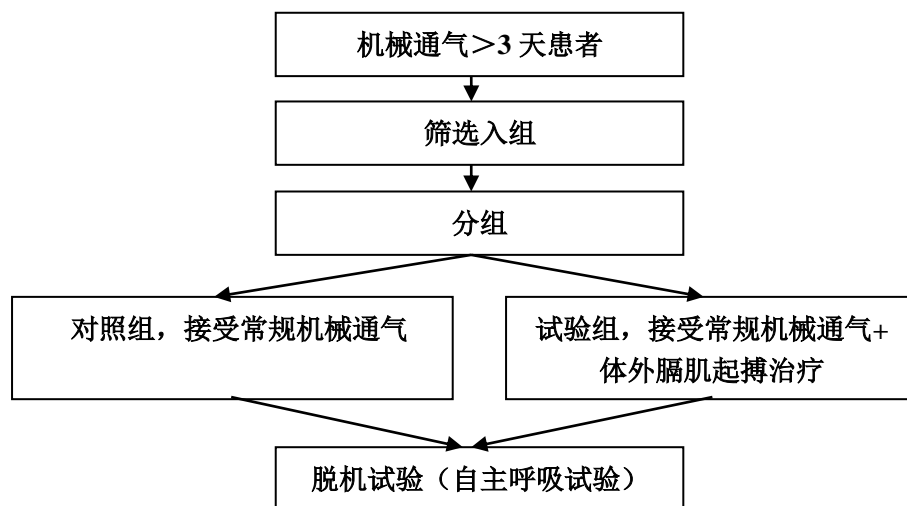 机械通气＞3 天患者
筛选入组
分组
对照组，接受常规机械通气
试验组，接受常规机械通气+
体外膈肌起搏治疗
脱机试验（自主呼吸试验）